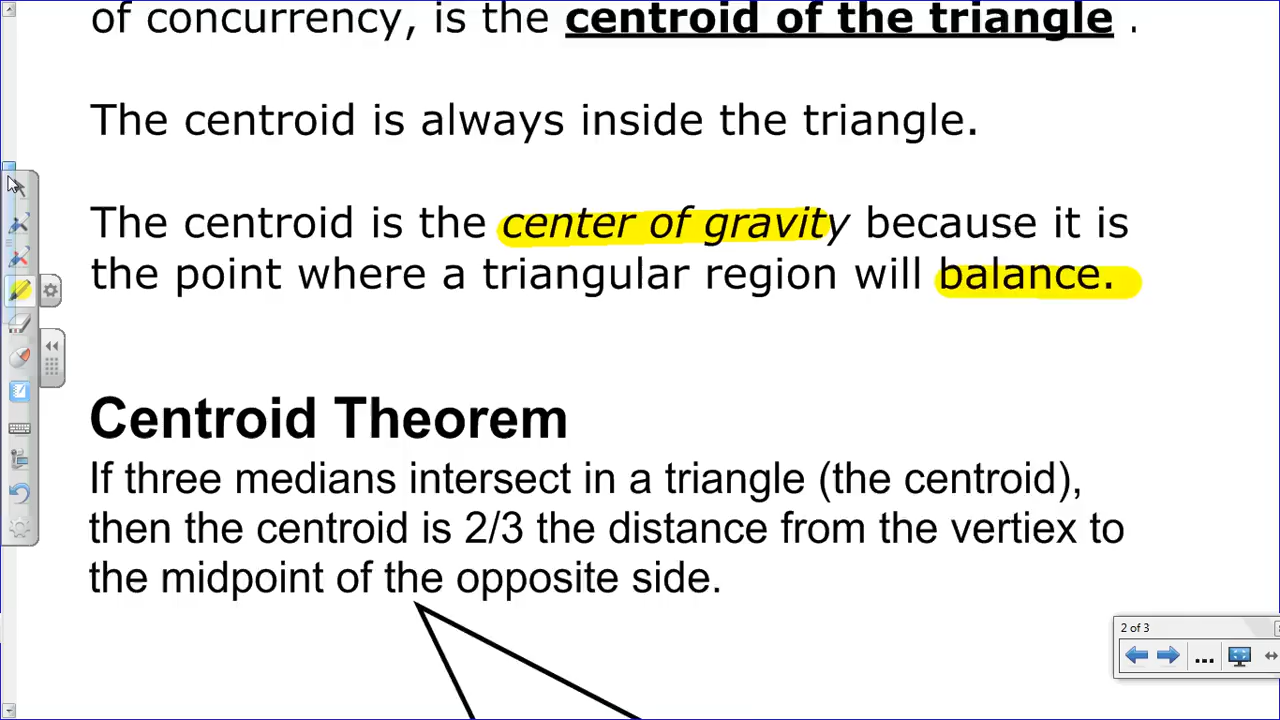 of concurrency, is the centroid of the triangle .
The centroid is always inside the triangle.
The centroid is the center of gravity because it is
the point where a triangular region will balance.
Centroid Theorem
If three medians intersect in a triangle (the centroid),
then the centroid is 2/3 the distance from the vertiex to
the midpoint of the opposite side.
2 of 3
...